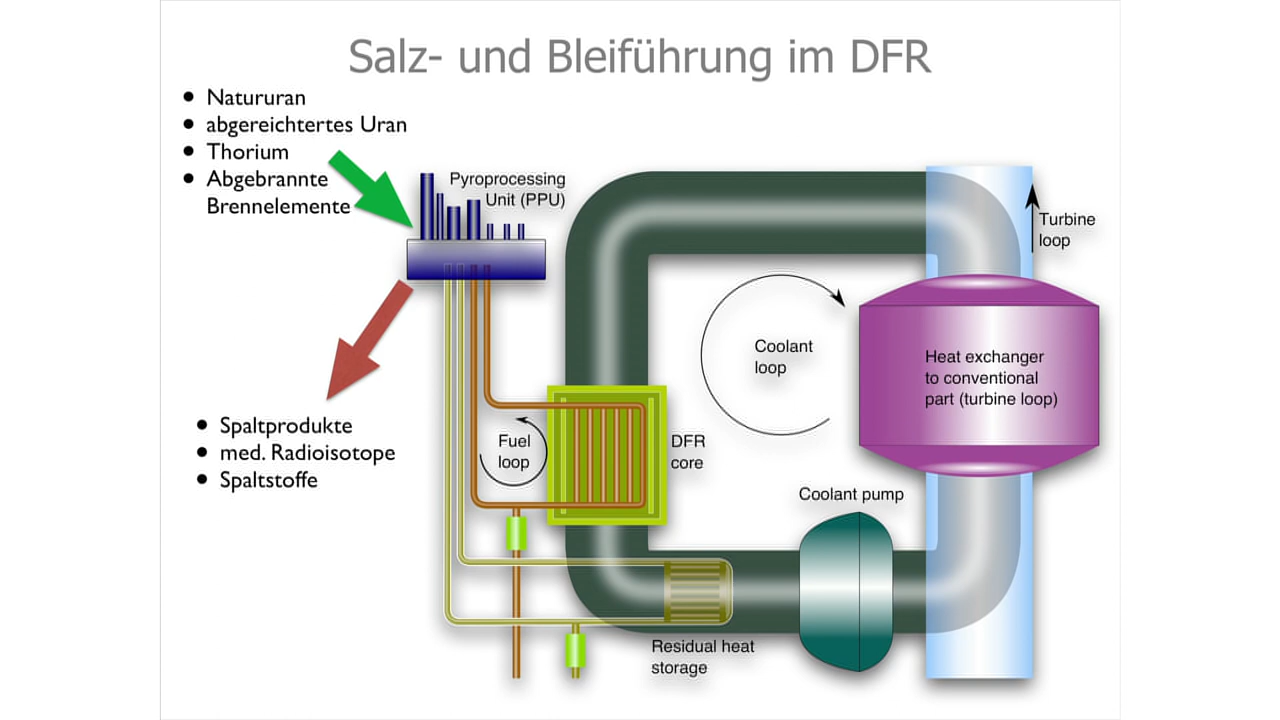 Salz- und Bleiführung im DFR
• Natururan
• abgereichertes Uran
• Thorium
• Abgebrannte
Brennelemente
Pyroprocessing
Unit (PPU)
Turbine
loop
Coolant
loop
Heat exchanger
to conventional
part (turbine loop)
• Spaltprodukte
• med. Radioisotope
• Spaltstoffe
Fuel
loop
DFR
core
Coolant pump
Residual heat
storage